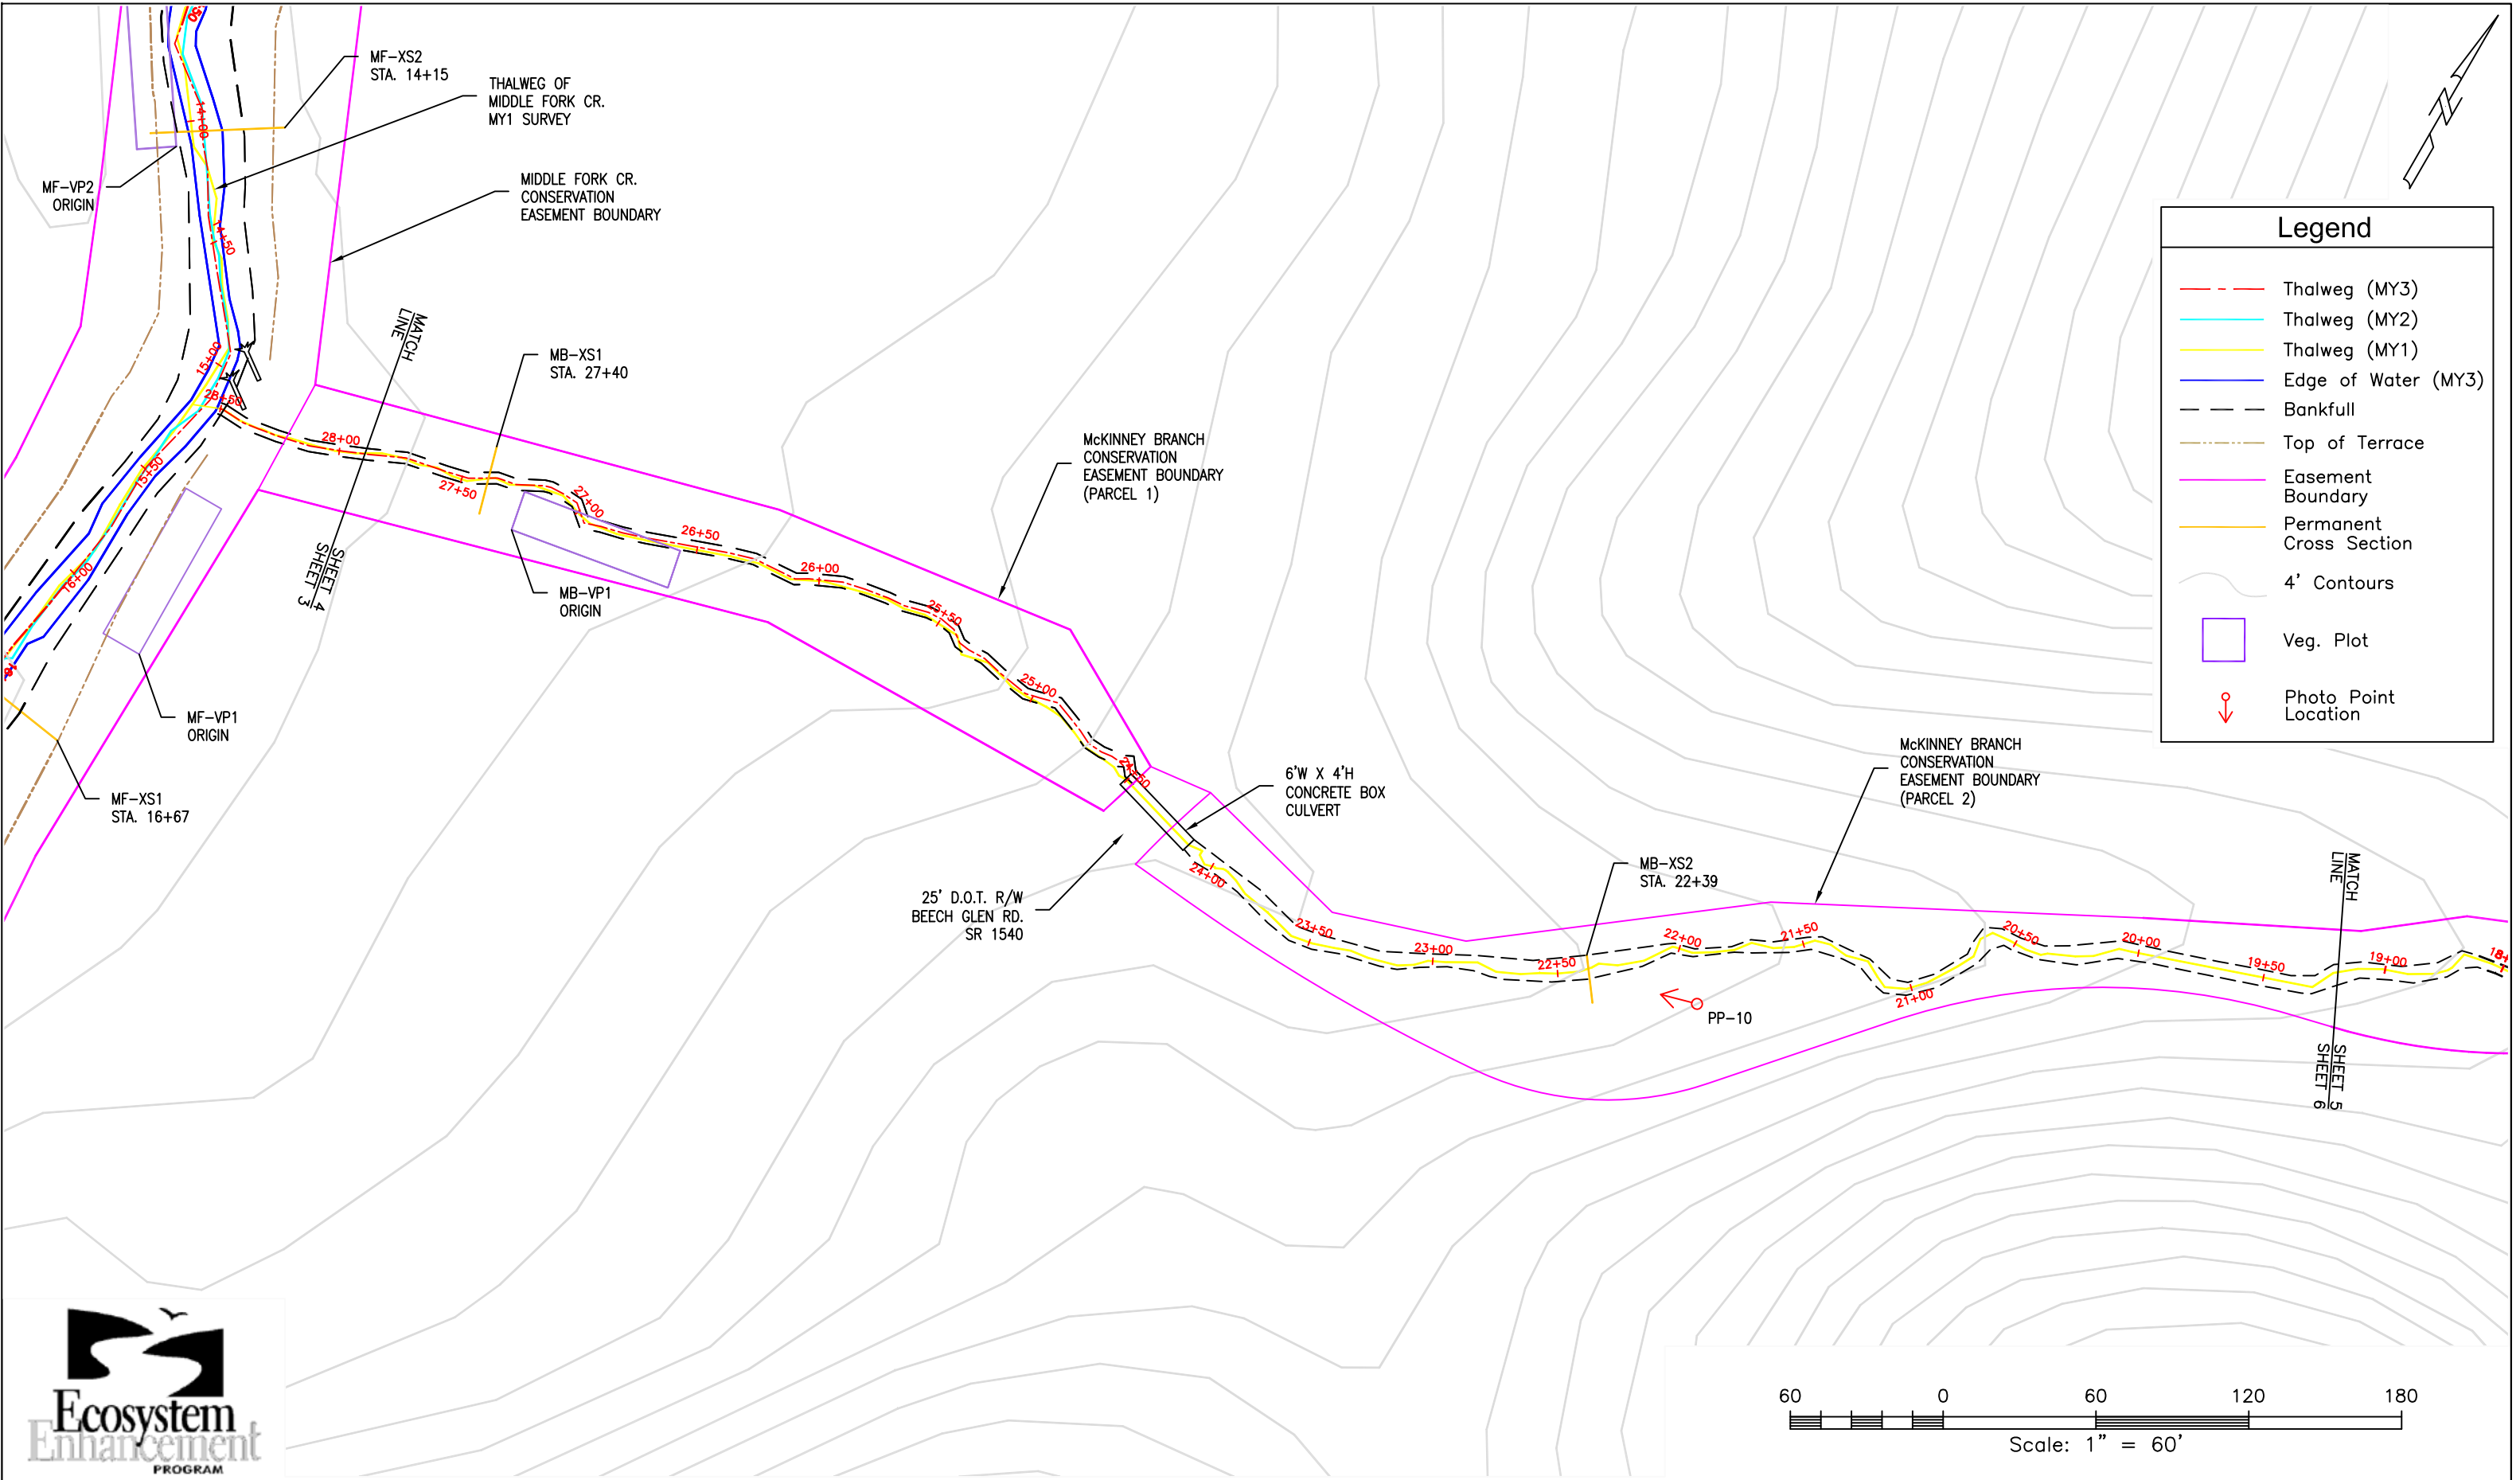 MF-XS2
STA. 14+15
THALWEG OF
MIDDLE FORK CR.
MY1 SURVEY
MF-VP2
ORIGIN
MIDDLE FORK CR.
CONSERVATION
EASEMENT BOUNDARY
50
14+00
14+50
15+00
28+50
15+50
16+00
MATCH
LINE
SHEET 4
SHEET 3
28+00
MB-XS1
STA. 27+40
27+50
27+00
26+50
26+00
25+50
25+00
24+50
MB-VP1
ORIGIN
McKINNEY BRANCH
CONSERVATION
EASEMENT BOUNDARY
(PARCEL 1)
MF-VP1
ORIGIN
MF-XS1
STA. 16+67
6'W X 4'H
CONCRETE BOX
CULVERT
25' D.O.T. R/W
BEECH GLEN RD.
SR 1540
24+00
23+50
23+00
22+50
22+00
21+50
21+00
20+50
20+00
19+50
19+00
18+
MB-XS2
STA. 22+39
PP-10
McKINNEY BRANCH
CONSERVATION
EASEMENT BOUNDARY
(PARCEL 2)
MATCH
LINE
SHEET 5
SHEET 6
N
Legend
Thalweg (MY3)
Thalweg (MY2)
Thalweg (MY1)
Edge of Water (MY3)
Bankfull
Top of Terrace
Easement
Boundary
Permanent
Cross Section
4' Contours
Veg. Plot
Photo Point
Location
Ecosystem
Enhancement
PROGRAM
60 0 60 120 180
Scale: 1" = 60'